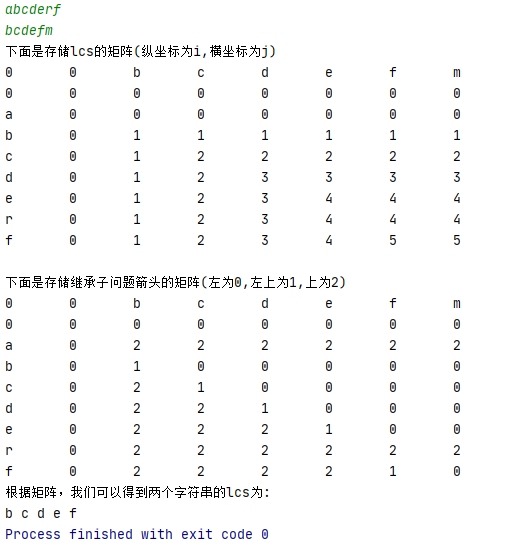 abcderf
bcdefm
下面是存储lcs的矩阵(纵坐标为i,横坐标为j)
0 0 b c d e f m
0 0 0 0 0 0 0 0
a 0 0 0 0 0 0 0
b 0 1 1 1 1 1 1
c 0 1 2 2 2 2 2
d 0 1 2 3 3 3 3
e 0 1 2 3 4 4 4
r 0 1 2 3 4 4 4
f 0 1 2 3 4 5 5
下面是存储继承子问题箭头的矩阵(左为0,左上为1,上为2)
0 0 b c d e f m
0 0 0 0 0 0 0 0
a 0 2 2 2 2 2 2
b 0 1 0 0 0 0 0
c 0 2 1 0 0 0 0
d 0 2 2 1 0 0 0
e 0 2 2 2 1 0 0
r 0 2 2 2 2 2 2
f 0 2 2 2 2 1 0
根据矩阵，我们可以得到两个字符串的lcs为:
b c d e f
Process finished with exit code 0